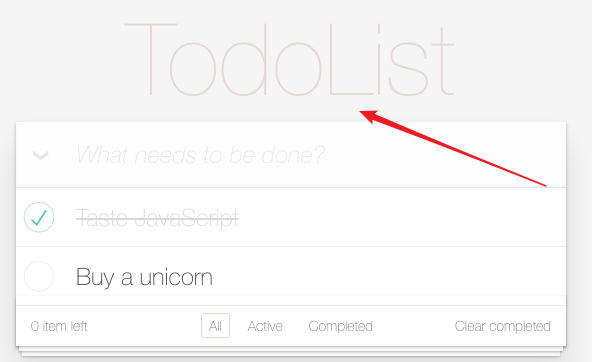 TodoList
What needs to be done?
Taste JavaScript
Buy a unicorn
0 item left All Active Completed Clear completed